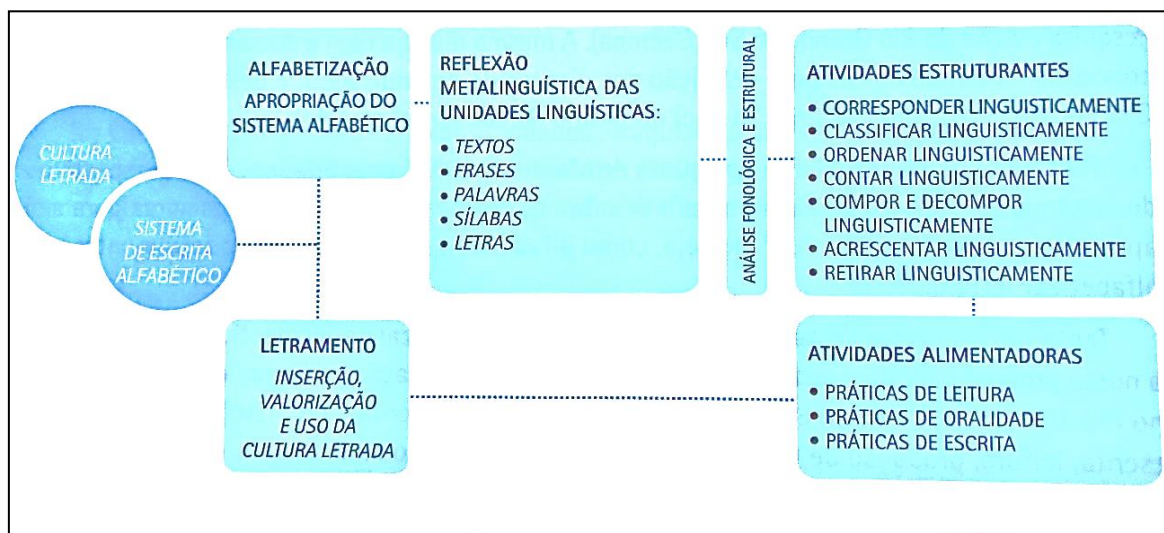 CULTURA
LETRADA
SISTEMA
DE ESCRITA
ALFABÉTICO
ALFABETIZAÇÃO
APROPRIAÇÃO DO
SISTEMA ALFABÉTICO
REFLEXÃO
METALINGUÍSTICA DAS
UNIDADES LINGUÍSTICAS:
• TEXTOS
• FRASES
• PALAVRAS
• SÍLABAS
• LETRAS
ANÁLISE FONOLÓGICA E ESTRUTURAL
ATIVIDADES ESTRUTURANTES
• CORRESPONDER LINGUISTICAMENTE
• CLASSIFICAR LINGUISTICAMENTE
• ORDENAR LINGUISTICAMENTE
• CONTAR LINGUISTICAMENTE
• COMPOR E DECOMPOR
LINGUISTICAMENTE
• ACRESCENTAR LINGUISTICAMENTE
• RETIRAR LINGUISTICAMENTE
LETRAMENTO
INSERÇÃO,
VALORIZAÇÃO
E USO DA
CULTURA LETRADA
ATIVIDADES ALIMENTADORAS
• PRÁTICAS DE LEITURA
• PRÁTICAS DE ORALIDADE
• PRÁTICAS DE ESCRITA